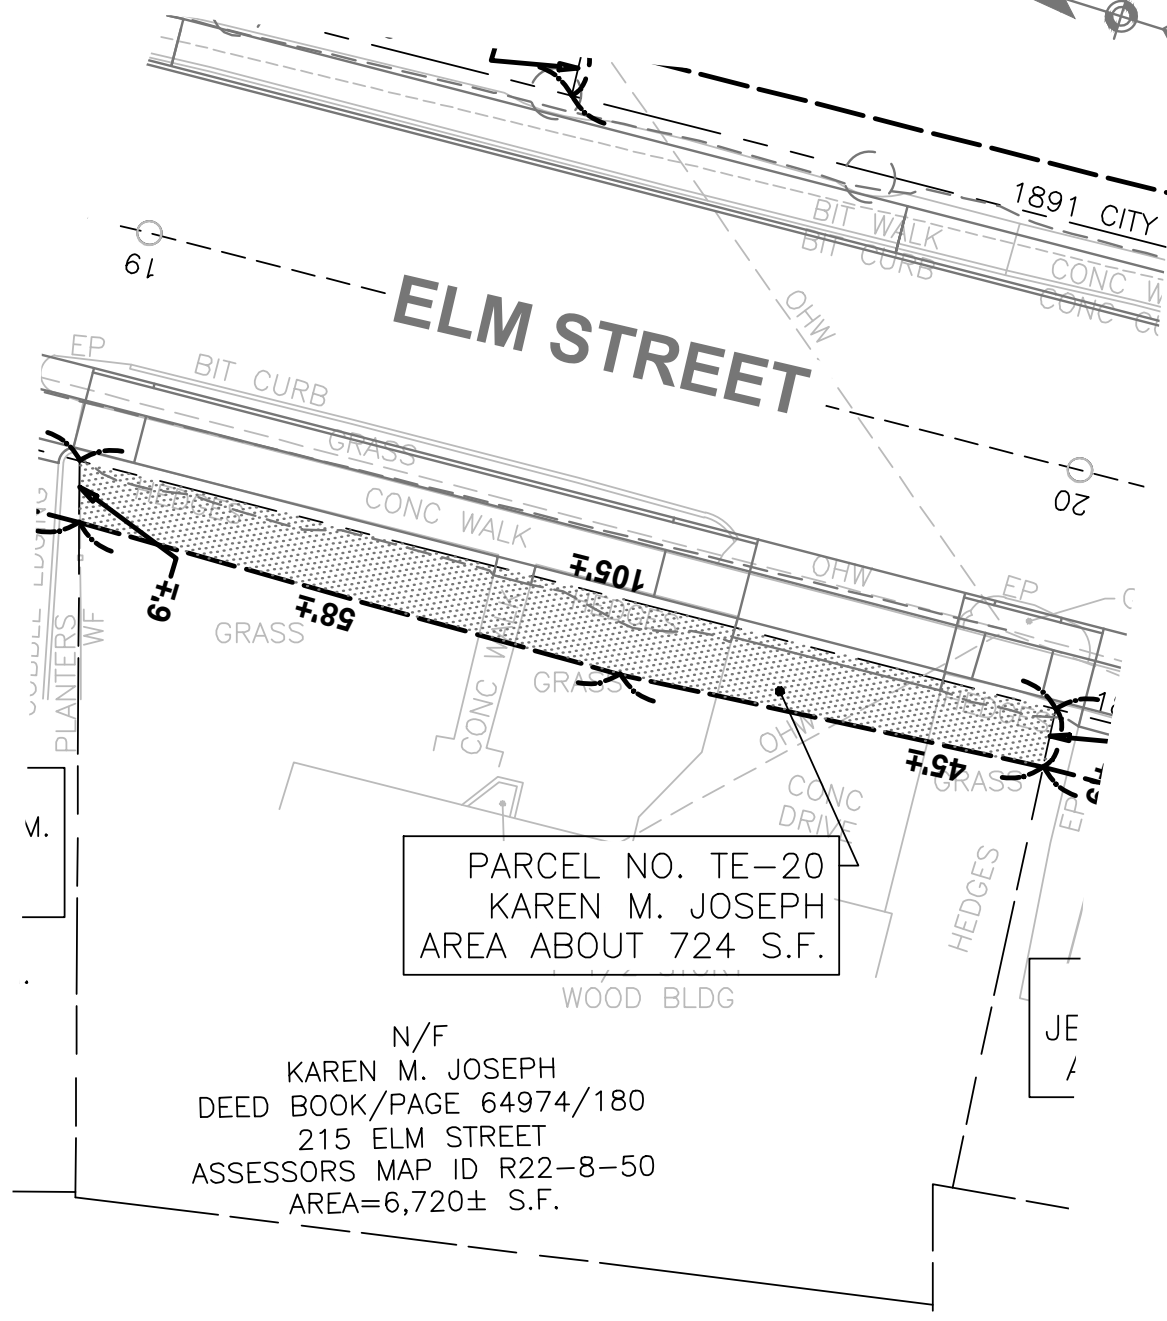 1891 CITY
BIT WALK
BIT CURB
CONC
CONC
19
ELM STREET
OHW
EP
BIT CURB
GRASS
20
HEDGES
CONC WALK
105'±
OHW
EP
6'±
58'±
GRASS
PLANTERS
WF
CONC WALK
HEDGES
GRASS
HEDGES
OHW
45'±
GRASS
CONC
DRIVE
EP
HEDGES
M.
PARCEL NO. TE-20
KAREN M. JOSEPH
AREA ABOUT 724 S.F.
WOOD BLDG
N/F
KAREN M. JOSEPH
DEED BOOK/PAGE 64974/180
215 ELM STREET
ASSESSORS MAP ID R22-8-50
AREA=6,720± S.F.